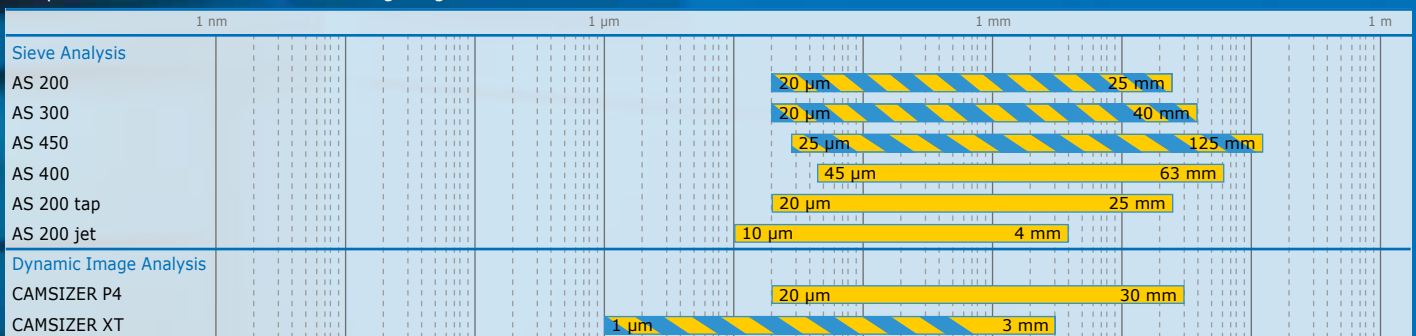 1 nm 1 µm 1 mm 1 m
Sieve Analysis
AS 200 20 µm 25 mm
AS 300 20 µm 40 mm
AS 450 25 µm 125 mm
AS 400 45 µm 63 mm
AS 200 tap 20 µm 25 mm
AS 200 jet 10 µm 4 mm
Dynamic Image Analysis
CAMSIZER P4 20 µm 30 mm
CAMSIZER XT 1 µm 3 mm